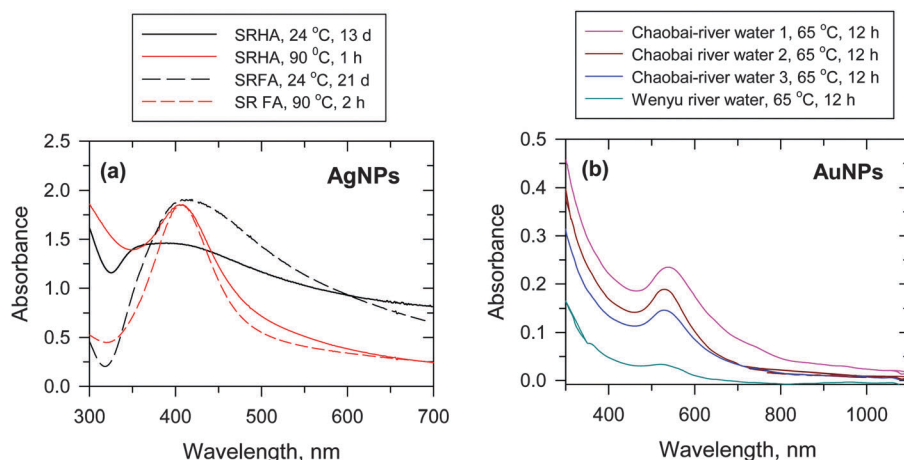 SRHA, 24 °C, 13 d
SRHA, 90 °C, 1 h
SRFA, 24 °C, 21 d
SR FA, 90 °C, 2 h
Chaobai-river water 1, 65 °C, 12 h
Chaobai river water 2, 65 °C, 12 h
Chaobai-river water 3, 65 °C, 12 h
Wenyu river water, 65 °C, 12 h
(a)
AgNPs
Absorbance
2.5
2.0
1.5
1.0
0.5
0.0
300
400
500
600
700
Wavelength, nm
(b)
AuNPs
Absorbance
0.5
0.4
0.3
0.2
0.1
0.0
400
600
800
1000
Wavelength, nm